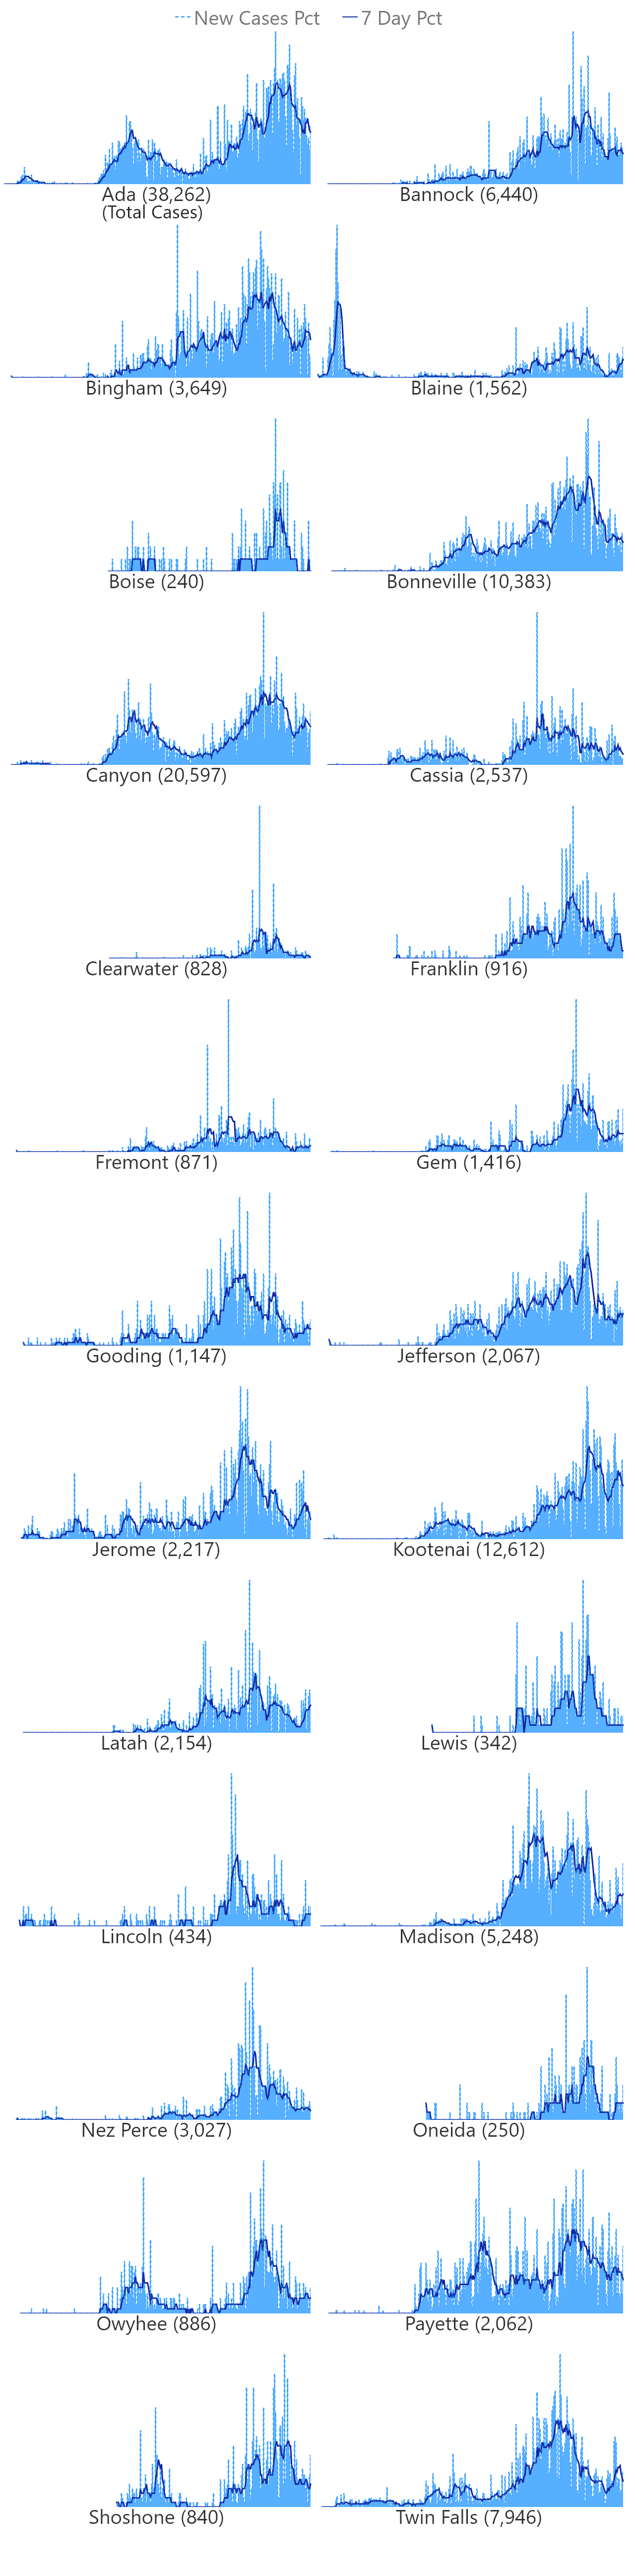 New Cases Pct 7 Day Pct
Ada (38,262) Bannock (6,440)
(Total Cases)
Bingham (3,649) Blaine (1,562)
Boise (240) Bonneville (10,383)
Canyon (20,597) Cassia (2,537)
Clearwater (828) Franklin (916)
Fremont (871) Gem (1,416)
Gooding (1,147) Jefferson (2,067)
Jerome (2,217) Kootenai (12,612)
Latah (2,154) Lewis (342)
Lincoln (434) Madison (5,248)
Nez Perce (3,027) Oneida (250)
Owyhee (886) Payette (2,062)
Shoshone (840) Twin Falls (7,946)